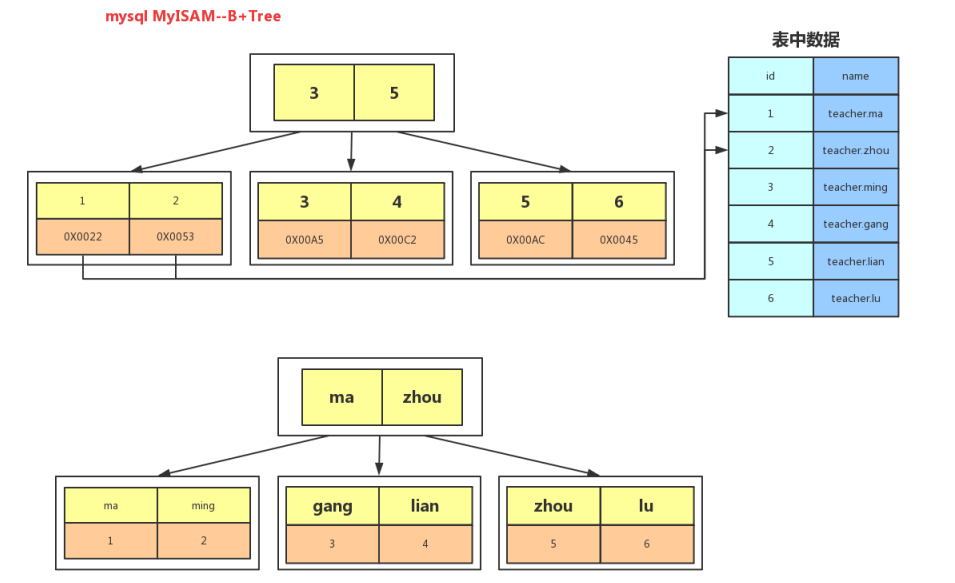 mysql MyISAM--B+Tree
表中数据
3 5
id name
1 teacher.ma
2 teacher.zhou
3 teacher.ming
4 teacher.gang
5 teacher.lian
6 teacher.lu
1 2
0X0022 0X0053
3 4
0X00A5 0X00C2
5 6
0X00AC 0X0045
ma zhou
ma ming
1 2
gang lian
3 4
zhou lu
5 6